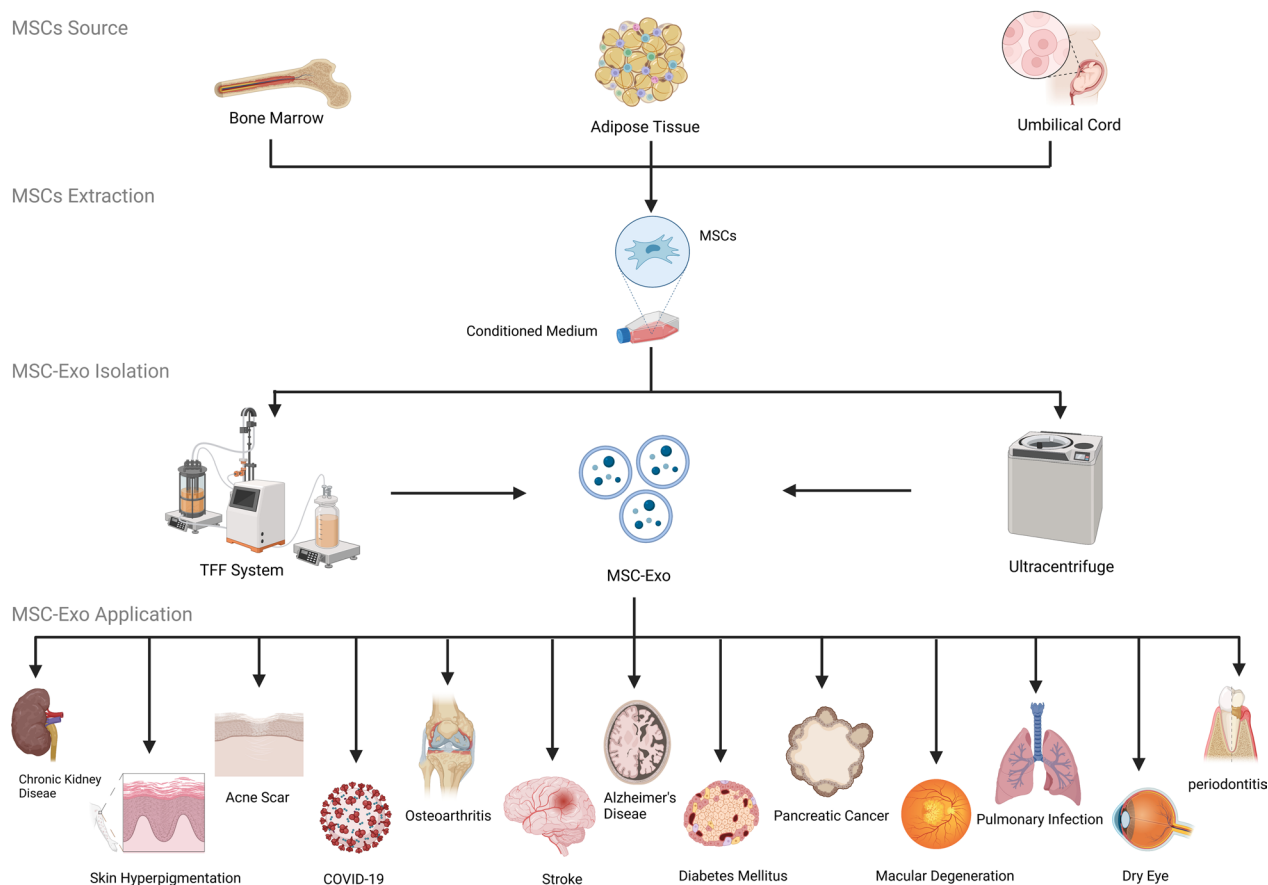 MSCs Source
Bone Marrow
Adipose Tissue
Umbilical Cord
MSCs Extraction
MSCs
Conditioned Medium
MSC-Exo Isolation
TFF System
MSC-Exo
Ultracentrifuge
MSC-Exo Application
Chronic Kidney
Diseae
Skin Hyperpigmentation
Acne Scar
COVID-19
Osteoarthritis
Stroke
Alzheimer's
Diseae
Diabetes Mellitus
Pancreatic Cancer
Macular Degeneration
Pulmonary Infection
Dry Eye
periodontitis